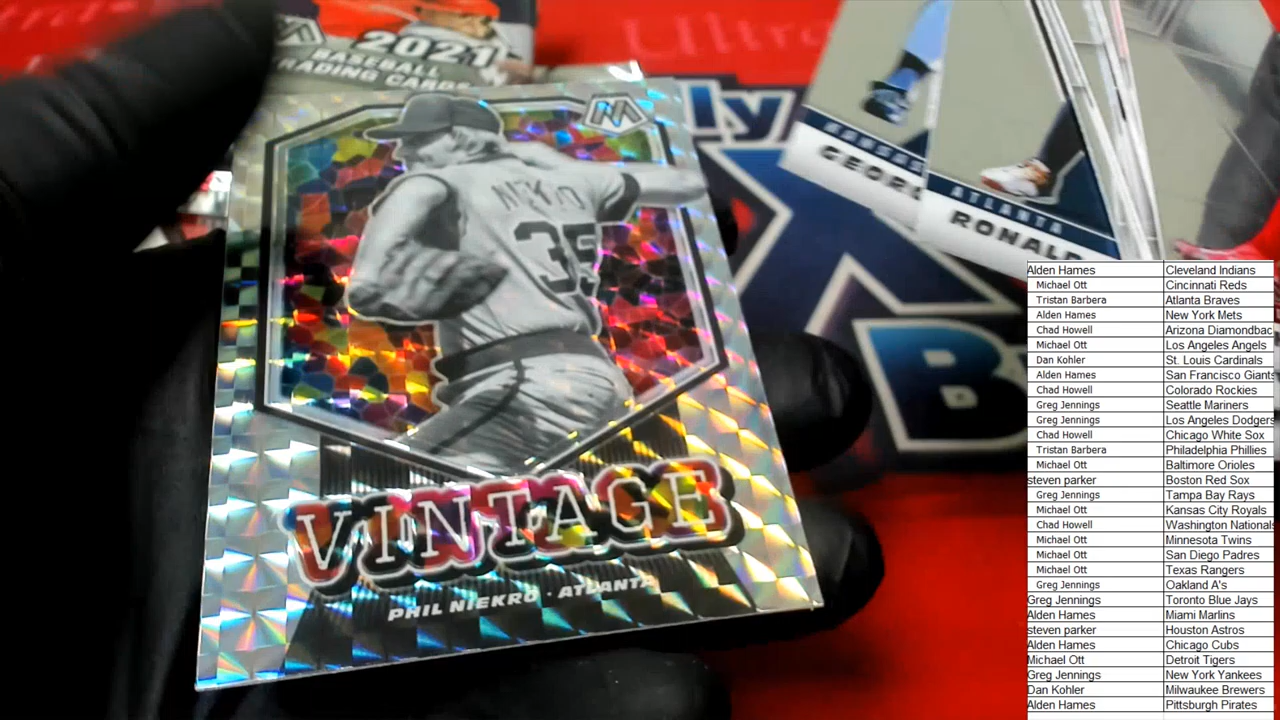 2021
BASEBALL
TRADING CARDS
NIEKRO
35
VINTAGE
PHIL NIEKRO · ATLANTA
ly
B
GEORG
ATLANTA
RONALD
Alden Hames Cleveland Indians
Michael Ott Cincinnati Reds
Tristan Barbera Atlanta Braves
Alden Hames New York Mets
Chad Howell Arizona Diamondbac
Michael Ott Los Angeles Angels
Dan Kohler St. Louis Cardinals
Alden Hames San Francisco Giants
Chad Howell Colorado Rockies
Greg Jennings Seattle Mariners
Greg Jennings Los Angeles Dodgers
Chad Howell Chicago White Sox
Tristan Barbera Philadelphia Phillies
Michael Ott Baltimore Orioles
steven parker Boston Red Sox
Greg Jennings Tampa Bay Rays
Michael Ott Kansas City Royals
Chad Howell Washington Nationals
Michael Ott Minnesota Twins
Michael Ott San Diego Padres
Michael Ott Texas Rangers
Greg Jennings Oakland A's
Greg Jennings Toronto Blue Jays
Alden Hames Miami Marlins
steven parker Houston Astros
Alden Hames Chicago Cubs
Michael Ott Detroit Tigers
Greg Jennings New York Yankees
Dan Kohler Milwaukee Brewers
Alden Hames Pittsburgh Pirates